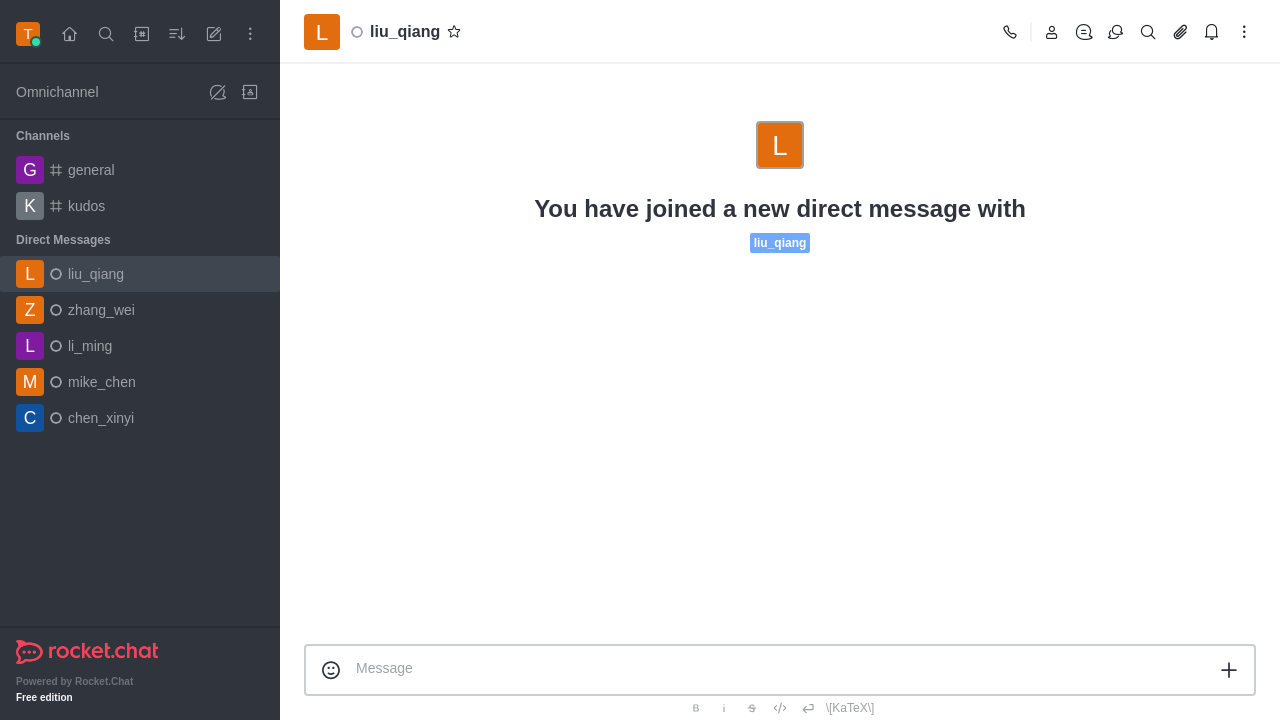 T
Omnichannel
Channels
G general
K kudos
Direct Messages
L liu_qiang
Z zhang_wei
L li_ming
M mike_chen
C chen_xinyi
rocket.chat
Powered by Rocket.Chat
Free edition
L liu_qiang
L
You have joined a new direct message with
liu_qiang
Message
B i S \[KaTeX\]